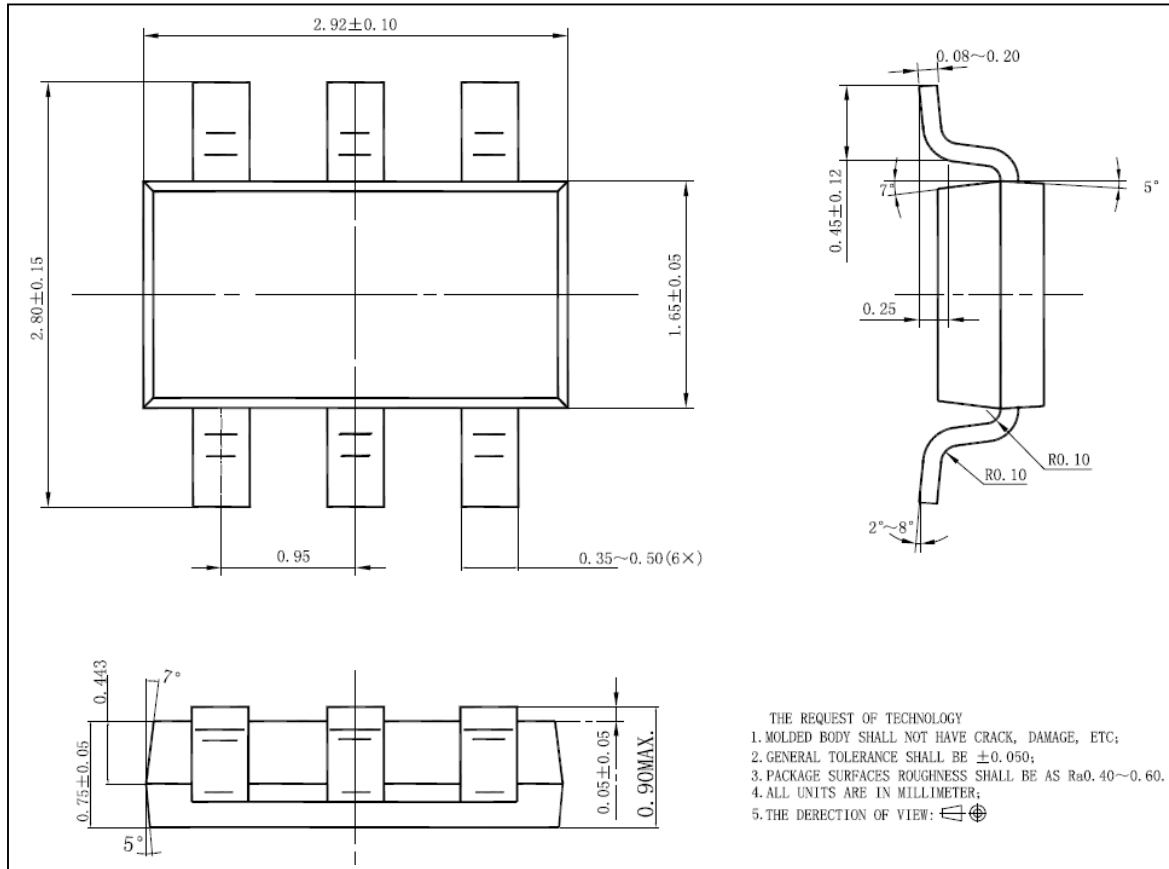 2.92±0.10
0.08~0.20
2.80±0.15
1.65±0.05
0.45±0.12
7°
5°
0.25
R0.10
R0.10
2°~8°
0.95
0.35~0.50(6×)
0.443
7°
0.75±0.05
0.05±0.05
0.90MAX.
5°
THE REQUEST OF TECHNOLOGY
1. MOLDED BODY SHALL NOT HAVE CRACK, DAMAGE, ETC;
2. GENERAL TOLERANCE SHALL BE ±0.050;
3. PACKAGE SURFACES ROUGHNESS SHALL BE AS Ra0.40~0.60.
4. ALL UNITS ARE IN MILLIMETER;
5. THE DERECTION OF VIEW: